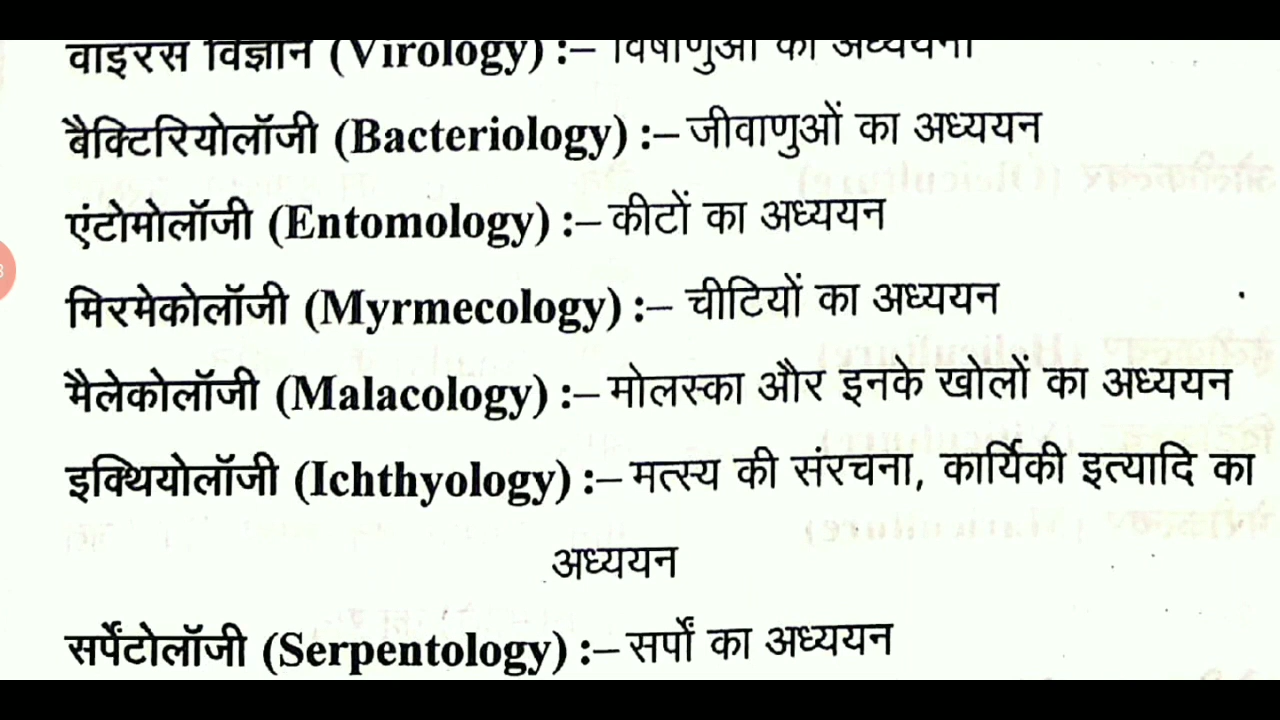 वाइरस विज्ञान (Virology) :– विषाणुओं का अध्ययन
बैक्टिरियोलॉजी (Bacteriology) :– जीवाणुओं का अध्ययन
एंटोमोलॉजी (Entomology) :– कीटों का अध्ययन
मिरमेकोलॉजी (Myrmecology) :– चीटियों का अध्ययन
मैलेकोलॉजी (Malacology) :– मोलस्का और इनके खोलों का अध्ययन
इक्थियोलॉजी (Ichthyology) :– मत्स्य की संरचना, कार्यिकी इत्यादि का
अध्ययन
सर्पेंटोलॉजी (Serpentology) :– सर्पों का अध्ययन